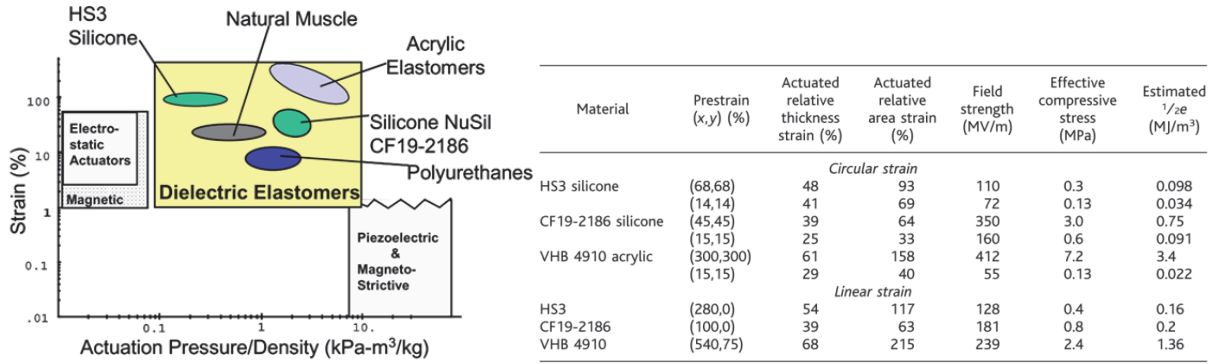 HS3
Silicone
Natural Muscle
Acrylic
Elastomers
Silicone NuSil
CF19-2186
Polyurethanes
Dielectric Elastomers
Electro-
static
Actuators
Magnetic
Piezoelectric
&
Magneto-
Strictive
Strain (%)
100
10
1
0.1
.01
0.1
1
10.
Actuation Pressure/Density (kPa-m³/kg)
Material Prestrain (x,y) (%) Actuated relative thickness strain (%) Actuated relative area strain (%) Field strength (MV/m) Effective compressive stress (MPa) Estimated ½e (MJ/m³)
Circular strain
HS3 silicone (68,68) 48 93 110 0.3 0.098
(14,14) 41 69 72 0.13 0.034
CF19-2186 silicone (45,45) 39 64 350 3.0 0.75
(15,15) 25 33 160 0.6 0.091
VHB 4910 acrylic (300,300) 61 158 412 7.2 3.4
(15,15) 29 40 55 0.13 0.022
Linear strain
HS3 (280,0) 54 117 128 0.4 0.16
CF19-2186 (100,0) 39 63 181 0.8 0.2
VHB 4910 (540,75) 68 215 239 2.4 1.36